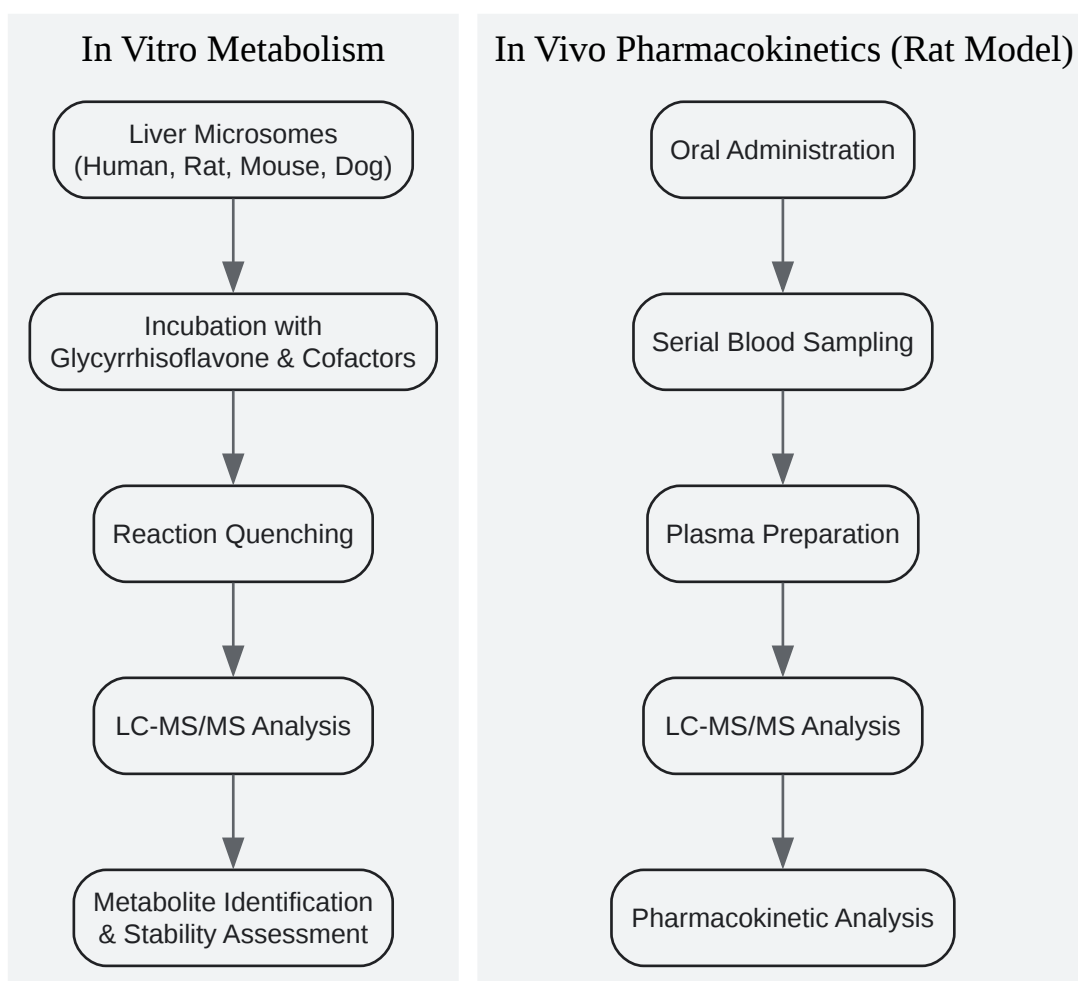 In Vitro Metabolism
Liver Microsomes
(Human, Rat, Mouse, Dog)
Incubation with
Glycyrrhisoflavone & Cofactors
Reaction Quenching
LC-MS/MS Analysis
Metabolite Identification
& Stability Assessment
In Vivo Pharmacokinetics (Rat Model)
Oral Administration
Serial Blood Sampling
Plasma Preparation
LC-MS/MS Analysis
Pharmacokinetic Analysis